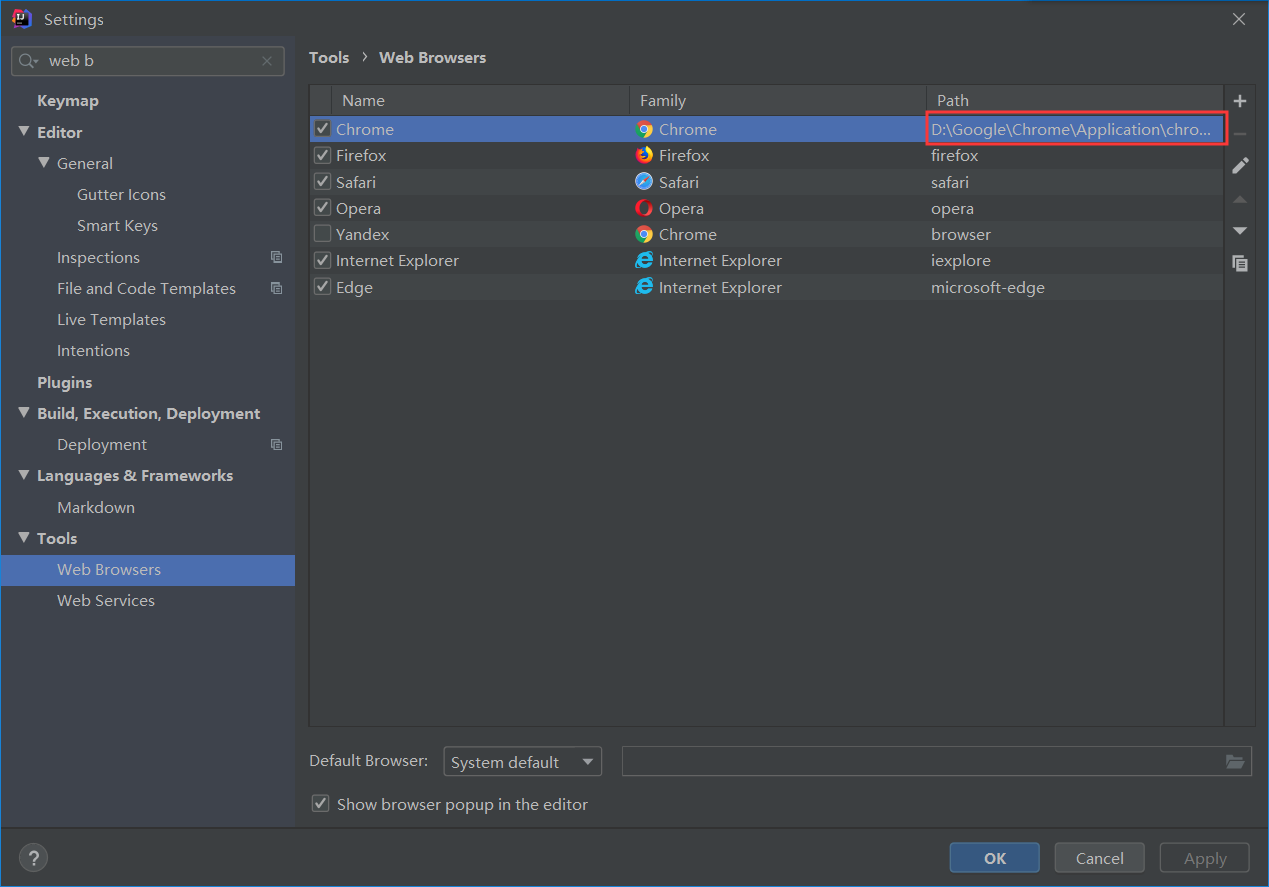 Settings
web b
Keymap
Editor
General
Gutter Icons
Smart Keys
Inspections
File and Code Templates
Live Templates
Intentions
Plugins
Build, Execution, Deployment
Deployment
Languages & Frameworks
Markdown
Tools
Web Browsers
Web Services
Tools › Web Browsers
Name Family Path
Chrome Chrome D:\Google\Chrome\Application\chro...
Firefox Firefox firefox
Safari Safari safari
Opera Opera opera
Yandex Chrome browser
Internet Explorer Internet Explorer iexplore
Edge Internet Explorer microsoft-edge
Default Browser: System default
Show browser popup in the editor
? OK Cancel Apply